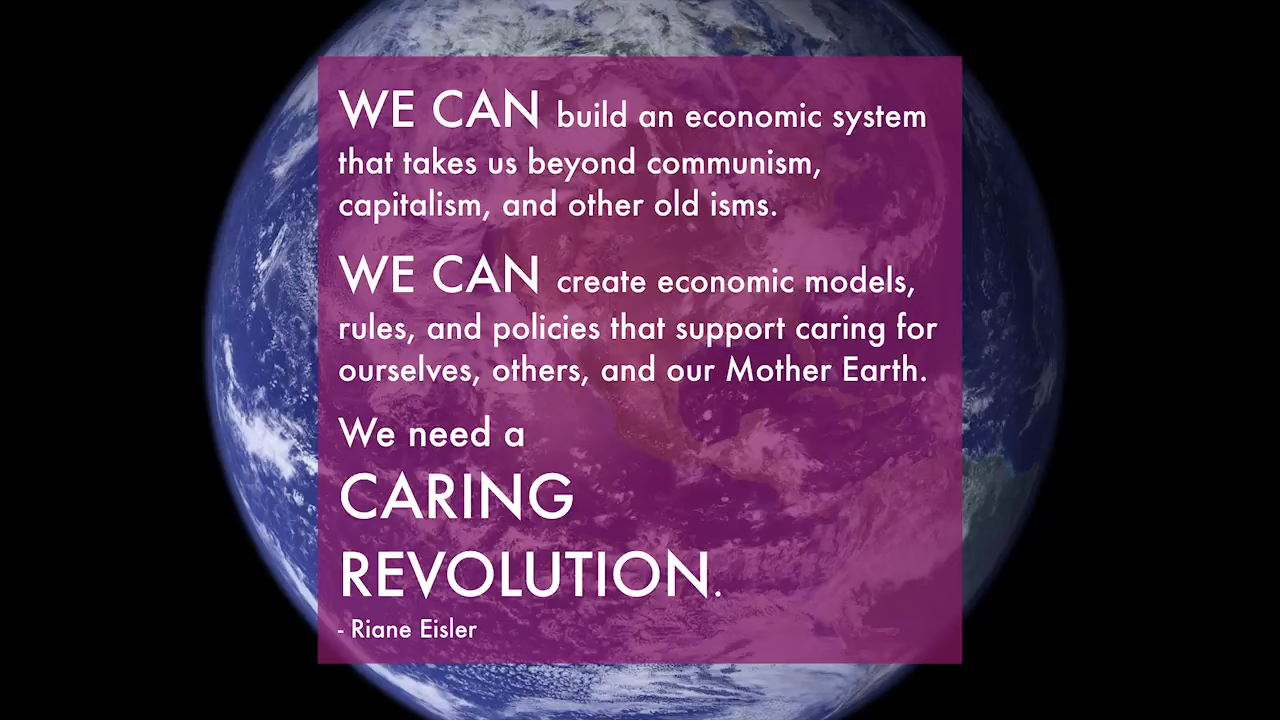 WE CAN build an economic system
that takes us beyond communism,
capitalism, and other old isms.
WE CAN create economic models,
rules, and policies that support caring for
ourselves, others, and our Mother Earth.
We need a
CARING
REVOLUTION.
- Riane Eisler